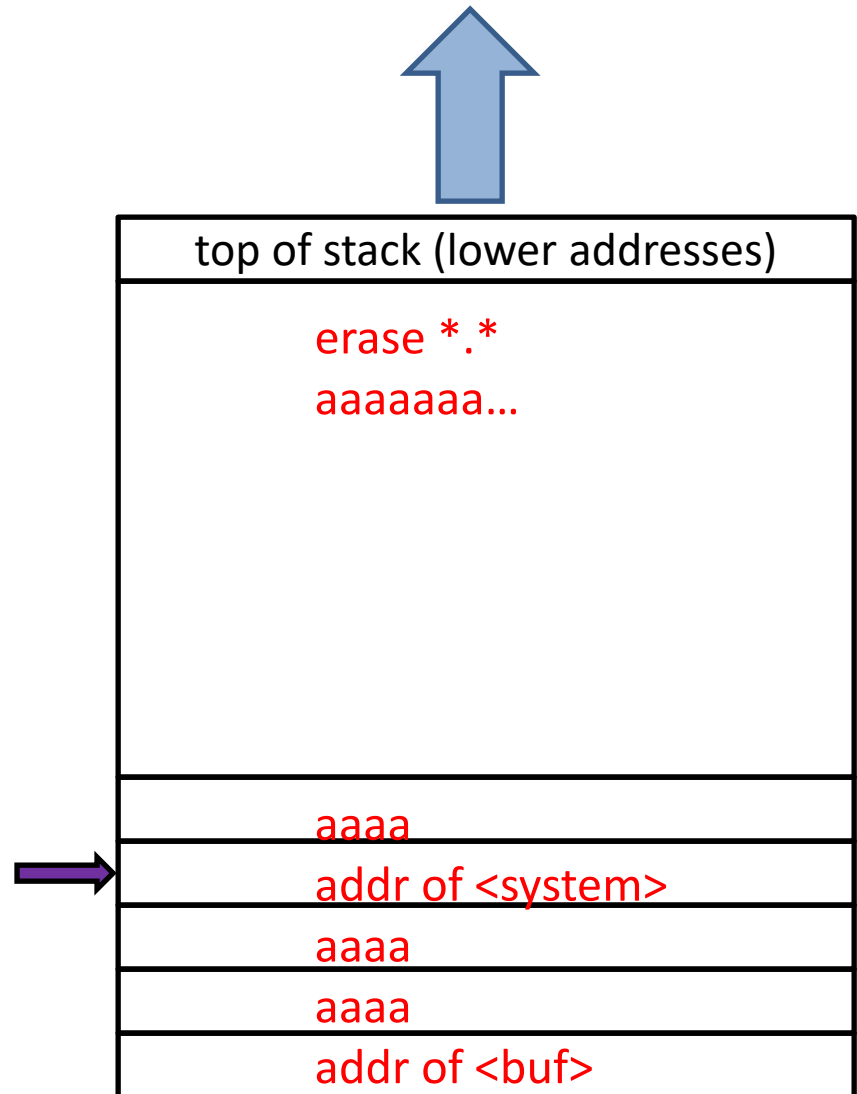 top of stack (lower addresses)
erase *.*
aaaaaaa...
aaaa
addr of <system>
aaaa
aaaa
addr of <buf>